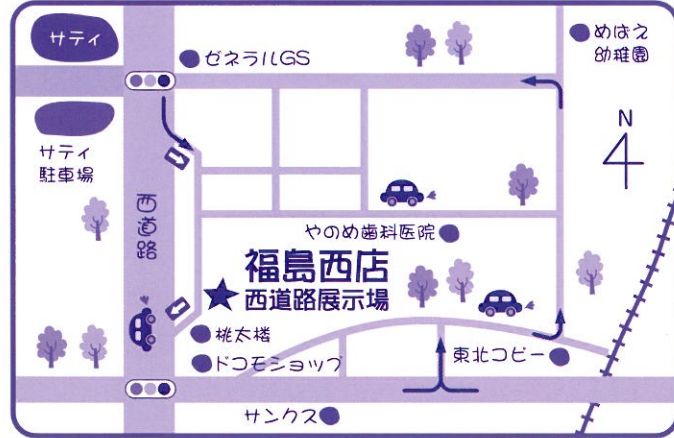 サティ
ゼネラルGS
めばえ
幼稚園
サティ
駐車場
N
西道路
やのめ歯科医院
福島西店
西道路展示場
桃太楼
ドコモショップ
東北コピー
サンクス